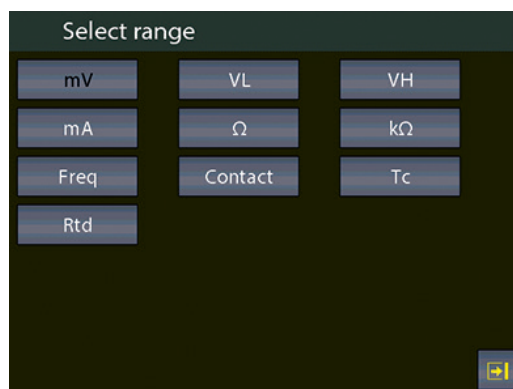 Select range
mV VL VH
mA Ω kΩ
Freq Contact Tc
Rtd